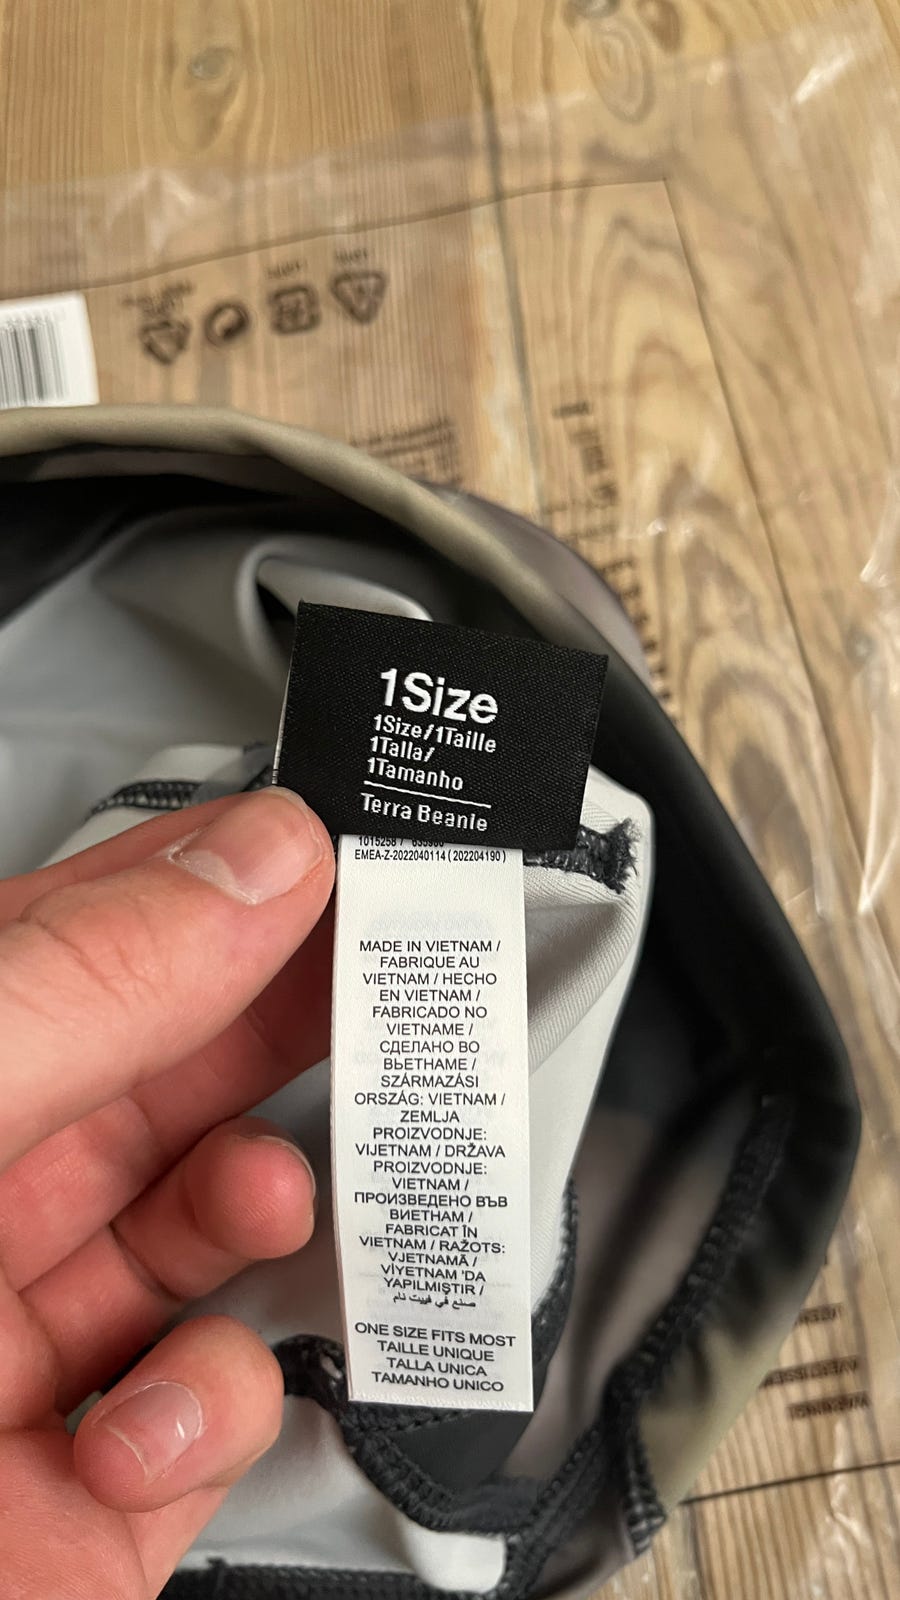 1Size
1Size/1Taille
1Talla/
1Tamanho
Terra Beanie
1015258 / 
EMEA-Z-2022040114 ( 202204190 )
MADE IN VIETNAM /
FABRIQUE AU
VIETNAM / HECHO
EN VIETNAM /
FABRICADO NO
VIETNAME /
СДЕЛАНО ВО
ВЬЕТНАМЕ /
SZÁRMAZÁSI
ORSZÁG: VIETNAM /
ZEMLJA
PROIZVODNJE:
VIJETNAM / DRŽAVA
PROIZVODNJE:
VIETNAM /
ПРОИЗВЕДЕНО ВЪВ
ВИЕТНАМ /
FABRICAT ÎN
VIETNAM / RAŽOTS:
VJETNAMĀ /
VİYETNAM 'DA
YAPILMIŞTIR /
صنع في فييت نام
ONE SIZE FITS MOST
TAILLE UNIQUE
TALLA UNICA
TAMANHO UNICO